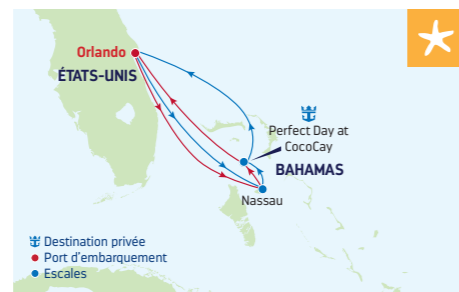 Orlando
ÉTATS-UNIS
Perfect Day at
CocoCay
BAHAMAS
Nassau
Destination privée
Port d'embarquement
Escales